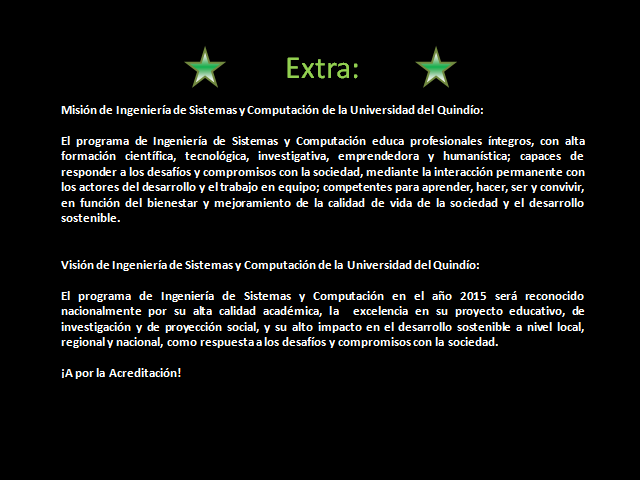 Extra:
Misión de Ingeniería de Sistemas y Computación de la Universidad del Quindío:
El programa de Ingeniería de Sistemas y Computación educa profesionales íntegros, con alta
formación científica, tecnológica, investigativa, emprendedora y humanística; capaces de
responder a los desafíos y compromisos con la sociedad, mediante la interacción permanente con
los actores del desarrollo y el trabajo en equipo; competentes para aprender, hacer, ser y convivir,
en función del bienestar y mejoramiento de la calidad de vida de la sociedad y el desarrollo
sostenible.
Visión de Ingeniería de Sistemas y Computación de la Universidad del Quindío:
El programa de Ingeniería de Sistemas y Computación en el año 2015 será reconocido
nacionalmente por su alta calidad académica, la excelencia en su proyecto educativo, de
investigación y de proyección social, y su alto impacto en el desarrollo sostenible a nivel local,
regional y nacional, como respuesta a los desafíos y compromisos con la sociedad.
¡A por la Acreditación!